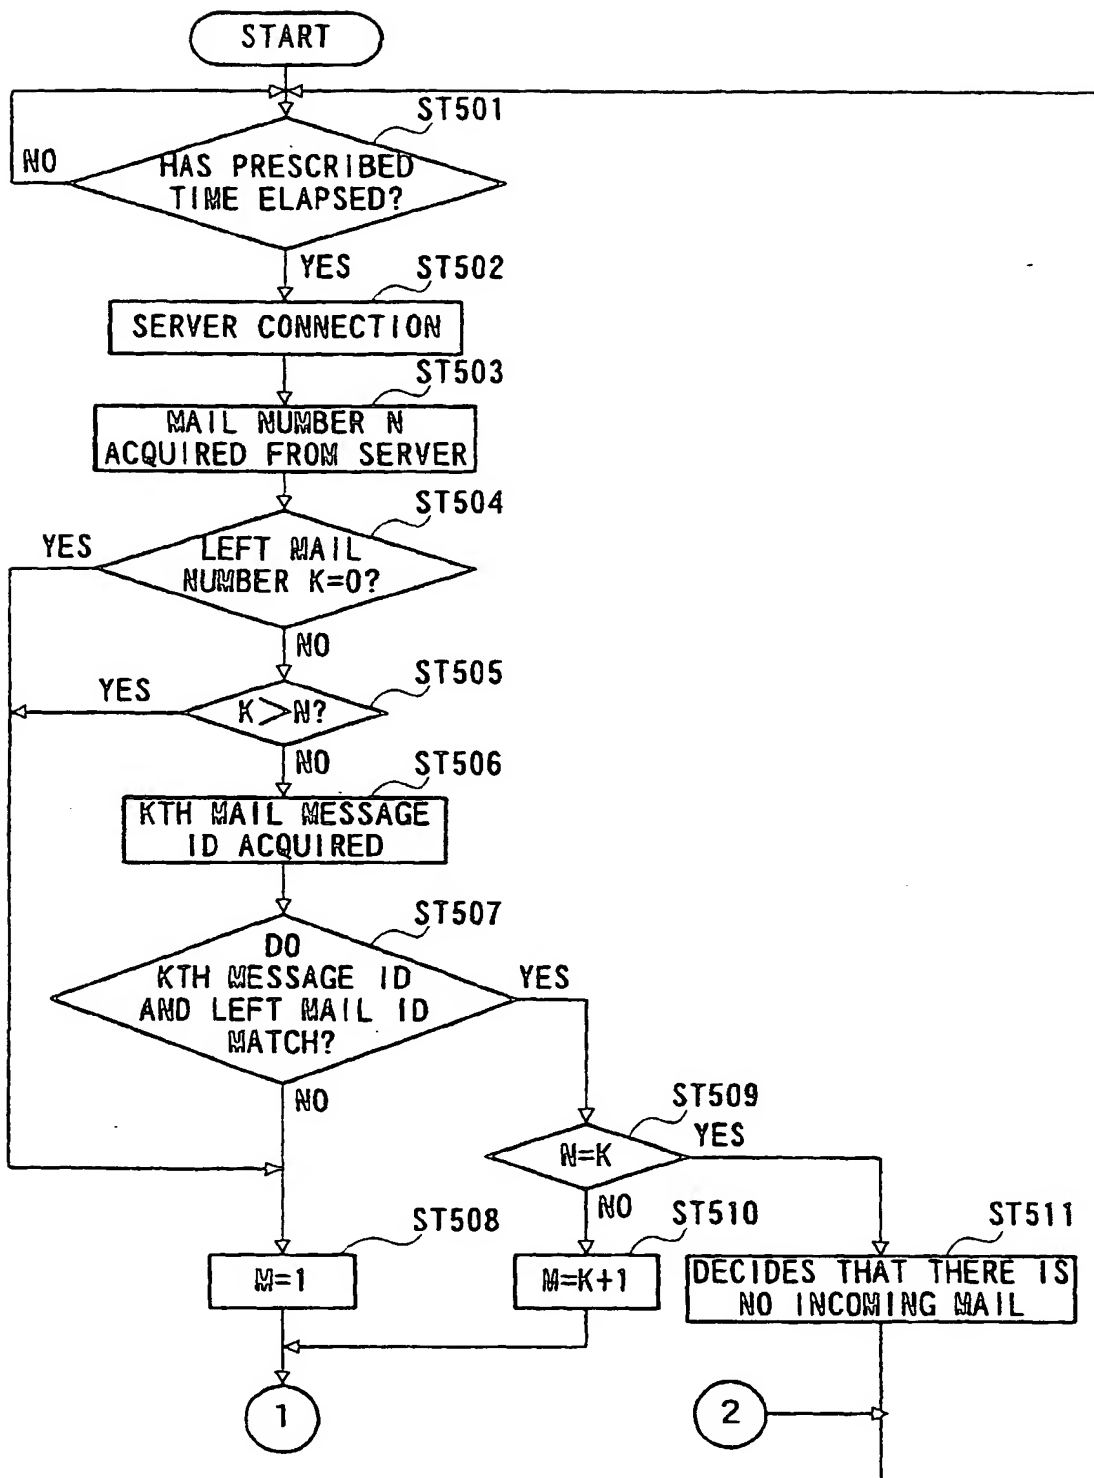 START
ST501
NO
HAS PRESCRIBED
TIME ELAPSED?
YES
ST502
SERVER CONNECTION
ST503
MAIL NUMBER N
ACQUIRED FROM SERVER
ST504
YES
LEFT MAIL
NUMBER K=0?
NO
ST505
YES
K>N?
NO
ST506
KTH MAIL MESSAGE
ID ACQUIRED
ST507
DO
KTH MESSAGE ID
AND LEFT MAIL ID
MATCH?
YES
NO
ST509
N=K
YES
NO
ST508
M=1
ST510
M=K+1
ST511
DECIDES THAT THERE IS
NO INCOMING MAIL
1
2